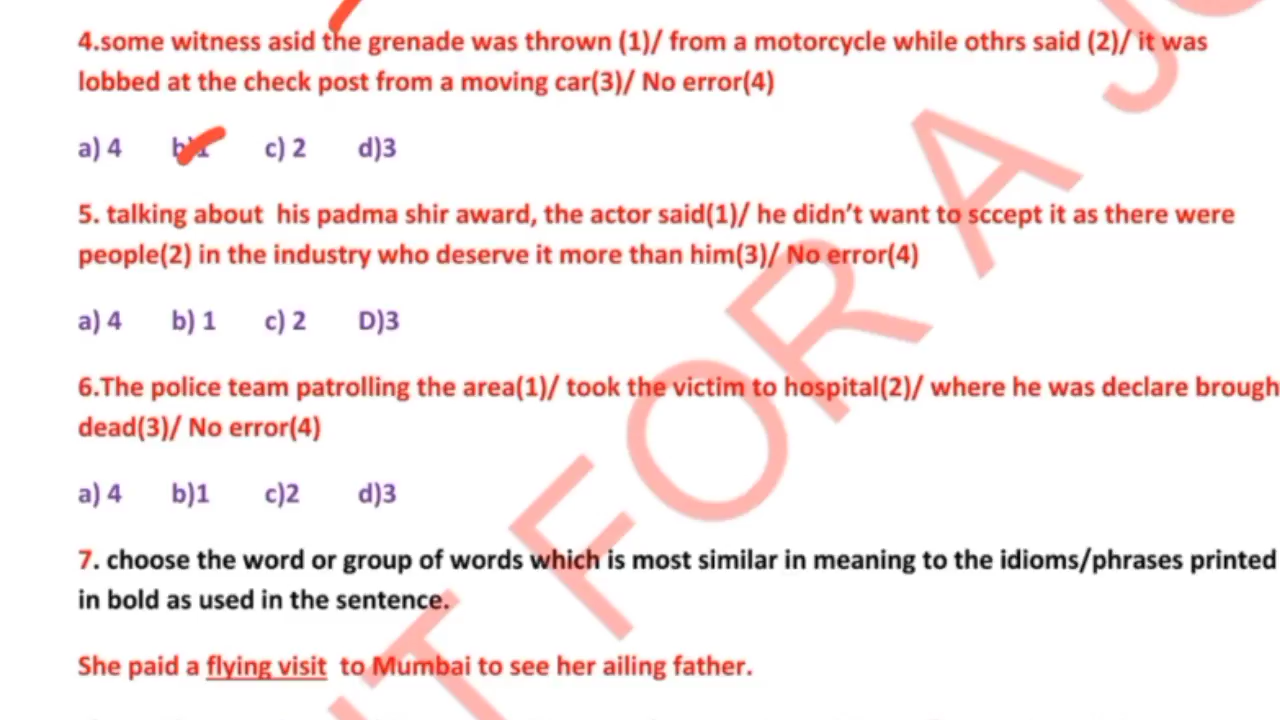 4.some witness asid the grenade was thrown (1)/ from a motorcycle while othrs said (2)/ it was
lobbed at the check post from a moving car(3)/ No error(4)
a) 4 b)1 c) 2 d)3
5. talking about his padma shir award, the actor said(1)/ he didn't want to sccept it as there were
people(2) in the industry who deserve it more than him(3)/ No error(4)
a) 4 b) 1 c) 2 D)3
6.The police team patrolling the area(1)/ took the victim to hospital(2)/ where he was declare brough
dead(3)/ No error(4)
a) 4 b)1 c)2 d)3
7. choose the word or group of words which is most similar in meaning to the idioms/phrases printed
in bold as used in the sentence.
She paid a flying visit to Mumbai to see her ailing father.
FOR A